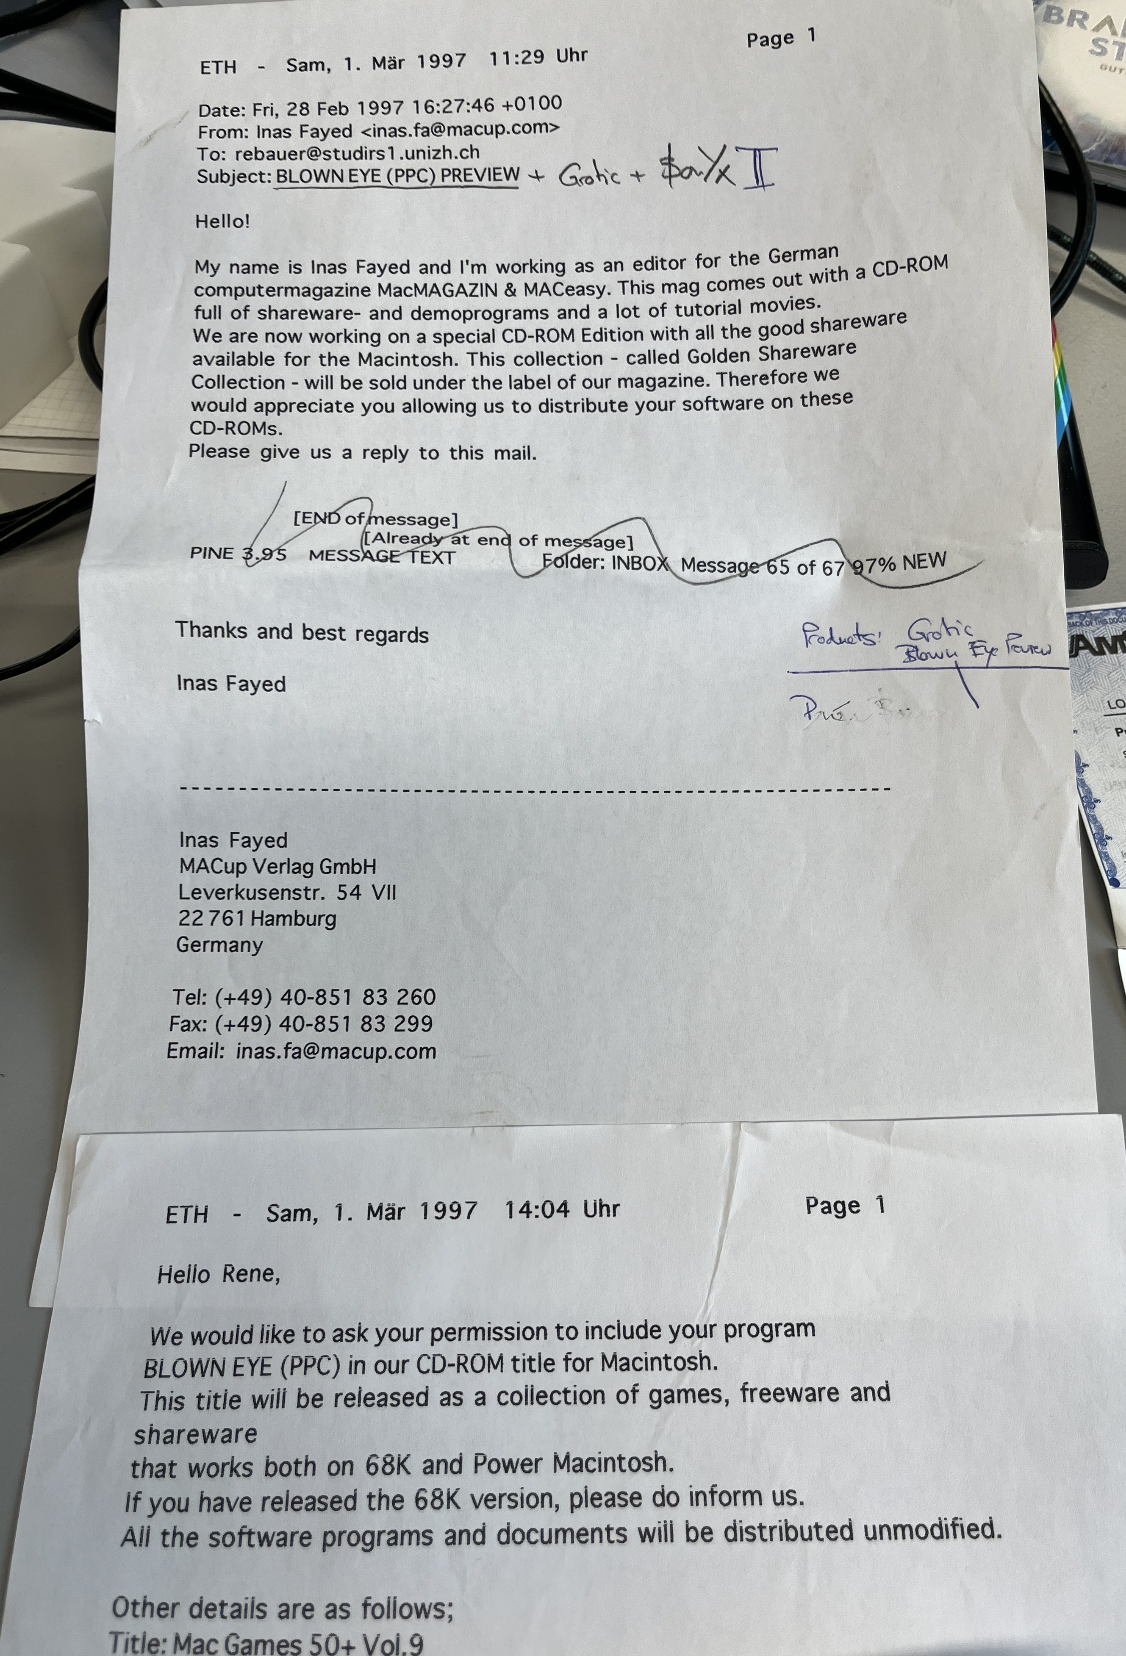 ETH - Sam, 1. Mär 1997 11:29 Uhr Page 1
Date: Fri, 28 Feb 1997 16:27:46 +0100
From: Inas Fayed <inas.fa@macup.com>
To: rebauer@studirs1.unizh.ch
Subject: BLOWN EYE (PPC) PREVIEW + Grotic +
Hello!
My name is Inas Fayed and I'm working as an editor for the German
computermagazine MacMAGAZIN & MACeasy. This mag comes out with a CD-ROM
full of shareware- and demoprograms and a lot of tutorial movies.
We are now working on a special CD-ROM Edition with all the good shareware
available for the Macintosh. This collection - called Golden Shareware
Collection - will be sold under the label of our magazine. Therefore we
would appreciate you allowing us to distribute your software on these
CD-ROMs.
Please give us a reply to this mail.
[END of message]
[Already at end of message]
PINE 3.95 MESSAGE TEXT Folder: INBOX Message 65 of 67 97% NEW
Thanks and best regards
Products: Grotic
Blown Eye Preview
Inas Fayed
Inas Fayed
MACup Verlag GmbH
Leverkusenstr. 54 VII
22761 Hamburg
Germany
Tel: (+49) 40-851 83 260
Fax: (+49) 40-851 83 299
Email: inas.fa@macup.com
ETH - Sam, 1. Mär 1997 14:04 Uhr Page 1
Hello Rene,
We would like to ask your permission to include your program
BLOWN EYE (PPC) in our CD-ROM title for Macintosh.
This title will be released as a collection of games, freeware and
shareware
that works both on 68K and Power Macintosh.
If you have released the 68K version, please do inform us.
All the software programs and documents will be distributed unmodified.
Other details are as follows;
Title: Mac Games 50+ Vol.9